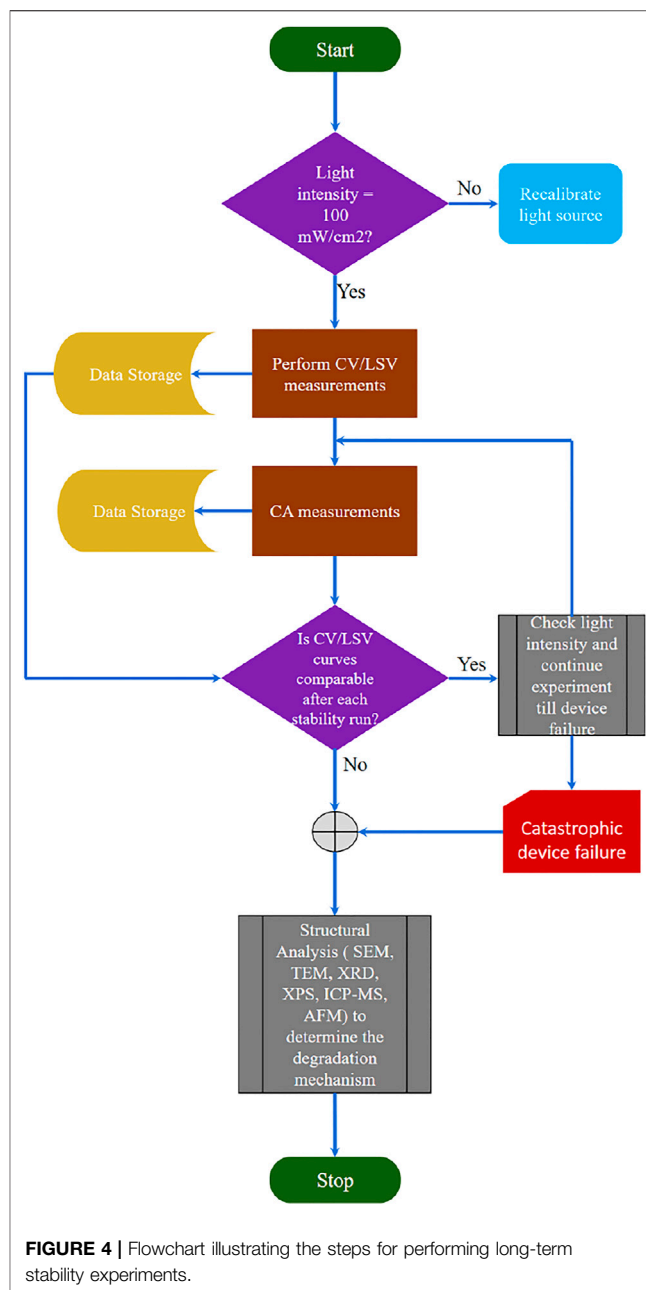 Start
Light
intensity =
100
mW/cm2?
No
Recalibrate
light source
Yes
Data Storage
Perform CV/LSV
measurements
Data Storage
CA measurements
Is CV/LSV
curves
comparable
after each
stability run?
Yes
Check light
intensity and
continue
experiment
till device
failure
No
Catastrophic
device failure
Structural
Analysis ( SEM,
TEM, XRD,
XPS, ICP-MS,
AFM) to
determine the
degradation
mechanism
Stop
FIGURE 4 | Flowchart illustrating the steps for performing long-term
stability experiments.